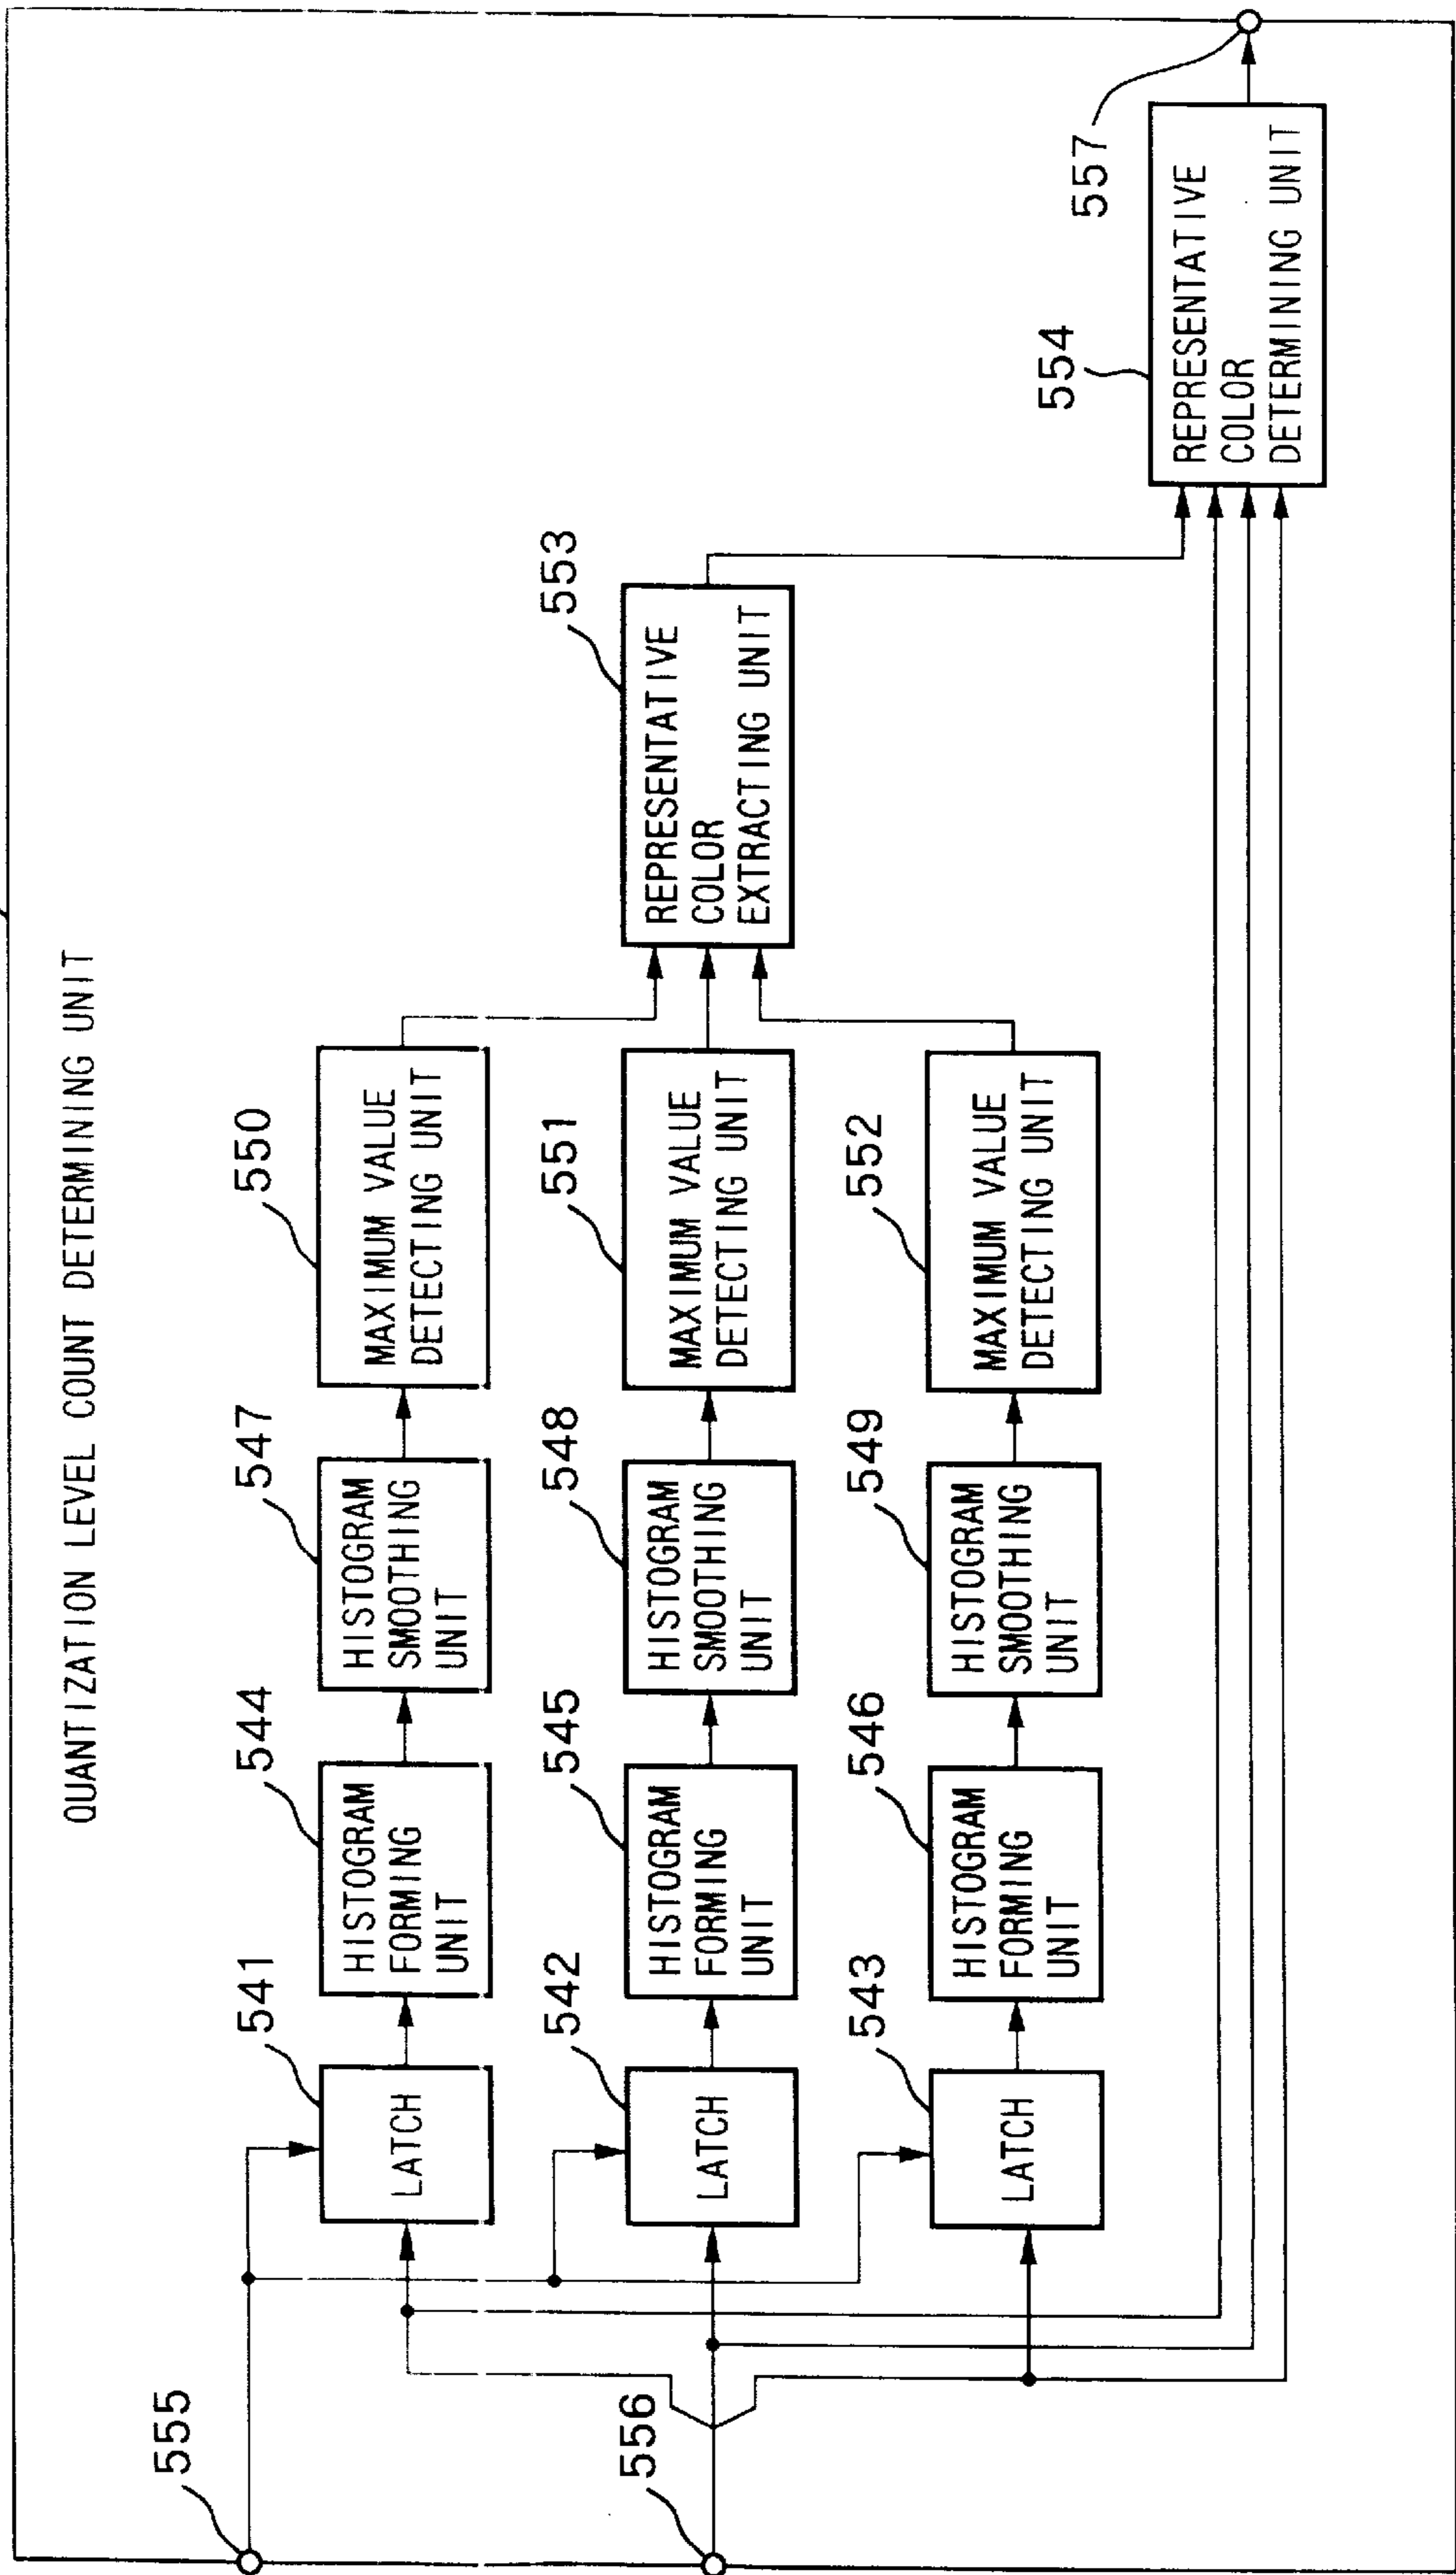 QUANTIZATION LEVEL COUNT DETERMINING UNIT
555
556
541
LATCH
544
HISTOGRAM
FORMING
UNIT
547
HISTOGRAM
SMOOTHING
UNIT
550
MAXIMUM VALUE
DETECTING UNIT
542
LATCH
545
HISTOGRAM
FORMING
UNIT
548
HISTOGRAM
SMOOTHING
UNIT
551
MAXIMUM VALUE
DETECTING UNIT
543
LATCH
546
HISTOGRAM
FORMING
UNIT
549
HISTOGRAM
SMOOTHING
UNIT
552
MAXIMUM VALUE
DETECTING UNIT
553
REPRESENTATIVE
COLOR
EXTRACTING UNIT
554
REPRESENTATIVE
COLOR
DETERMINING UNIT
557